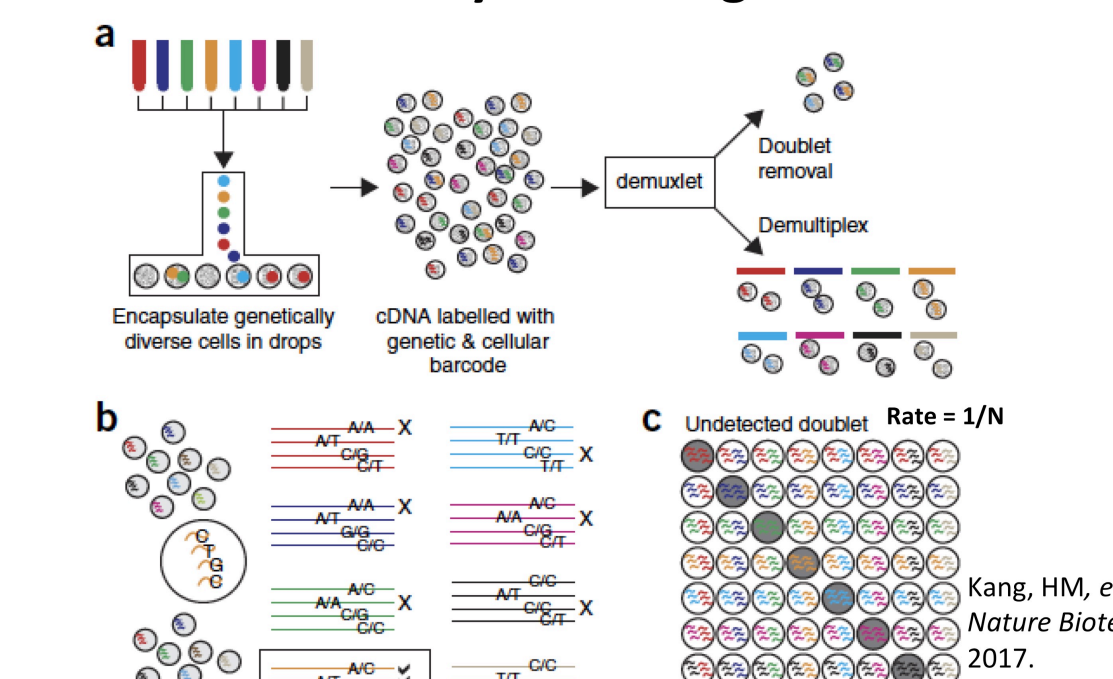 a
Encapsulate genetically
diverse cells in drops
cDNA labelled with
genetic & cellular
barcode
demuxlet
Doublet
removal
Demultiplex
b
A/A X
A/T
C/G
C/T
A/C
T/T
C/C X
T/T
A/A X
A/T
G/G
C/C
A/C
A/A X
C/G
C/T
C
T
G
C
A/C
A/A X
C/G
C/C
C/C
A/T
C/C X
C/T
A/C ✔
A/T
C/C
T/T
c
Undetected doublet Rate = 1/N
Kang, HM, e
Nature Biote
2017.